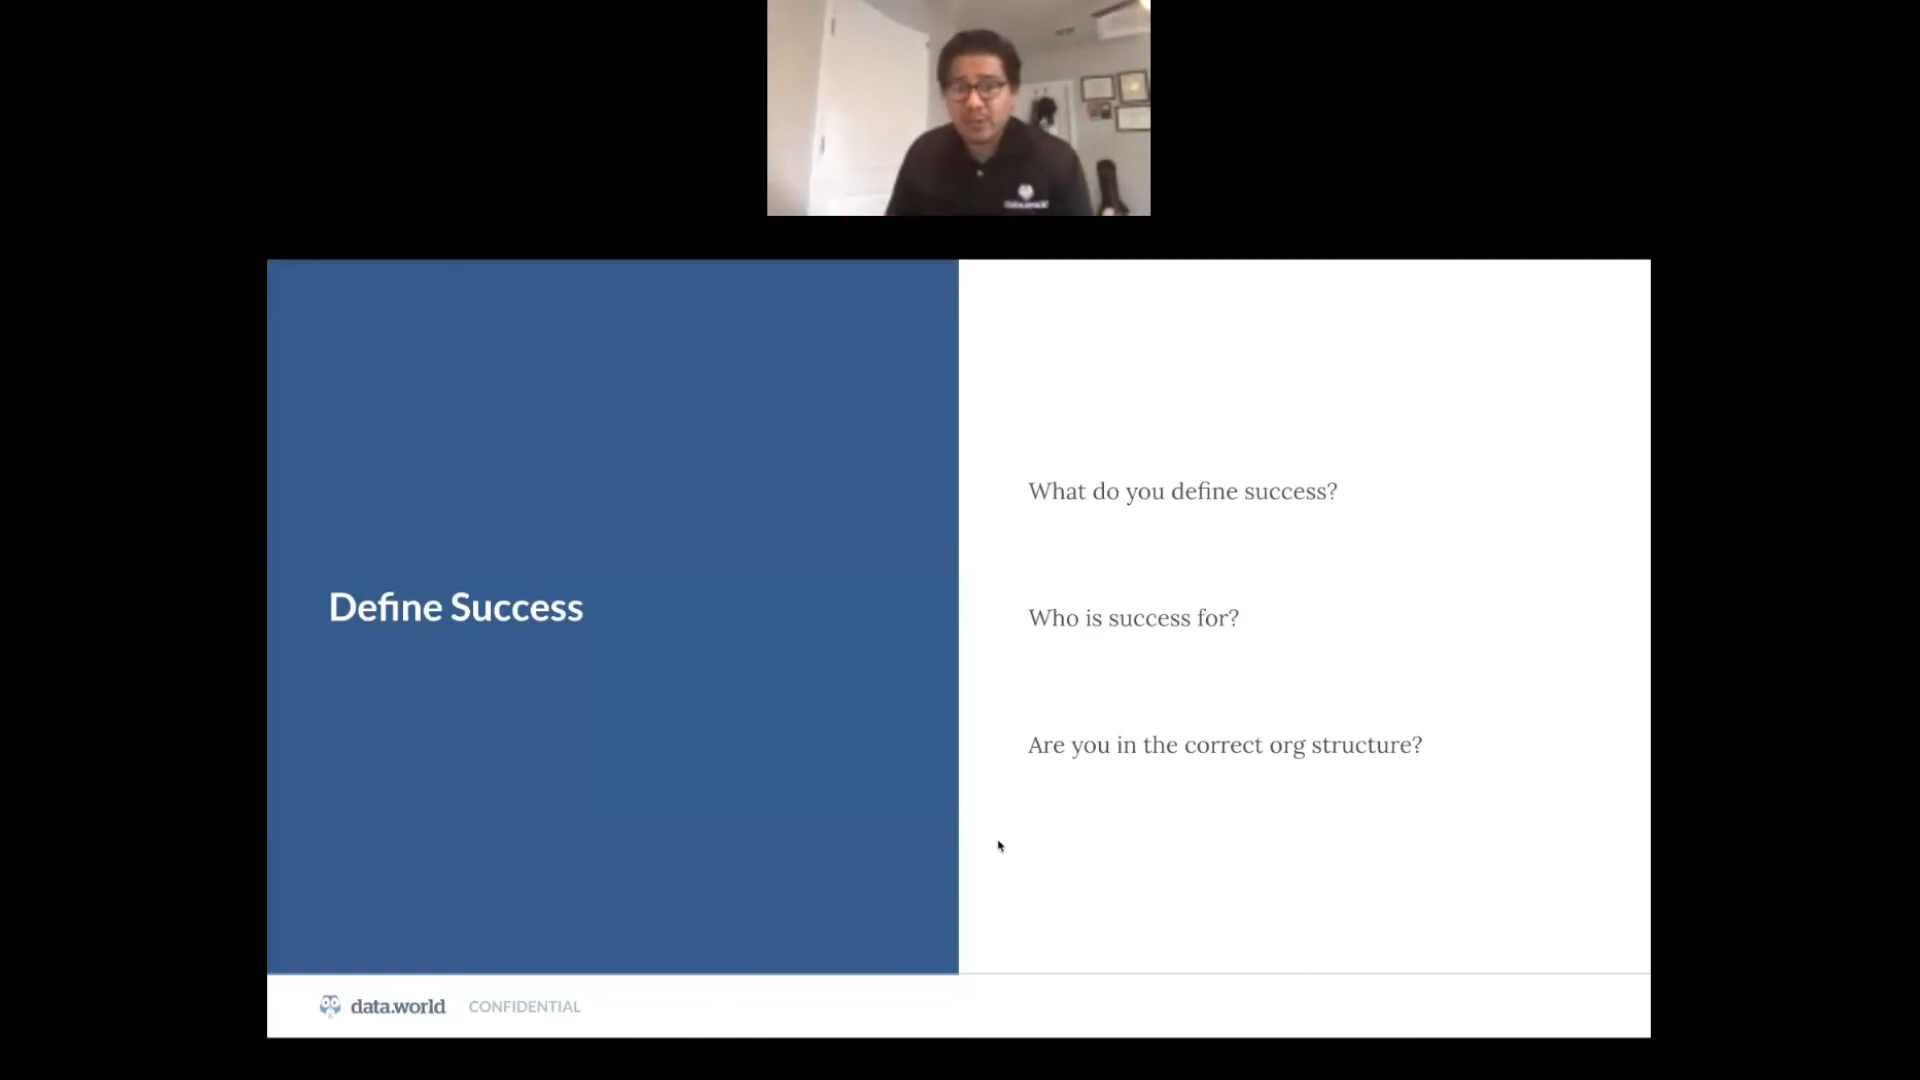 Define Success
What do you define success?
Who is success for?
Are you in the correct org structure?
data.world CONFIDENTIAL